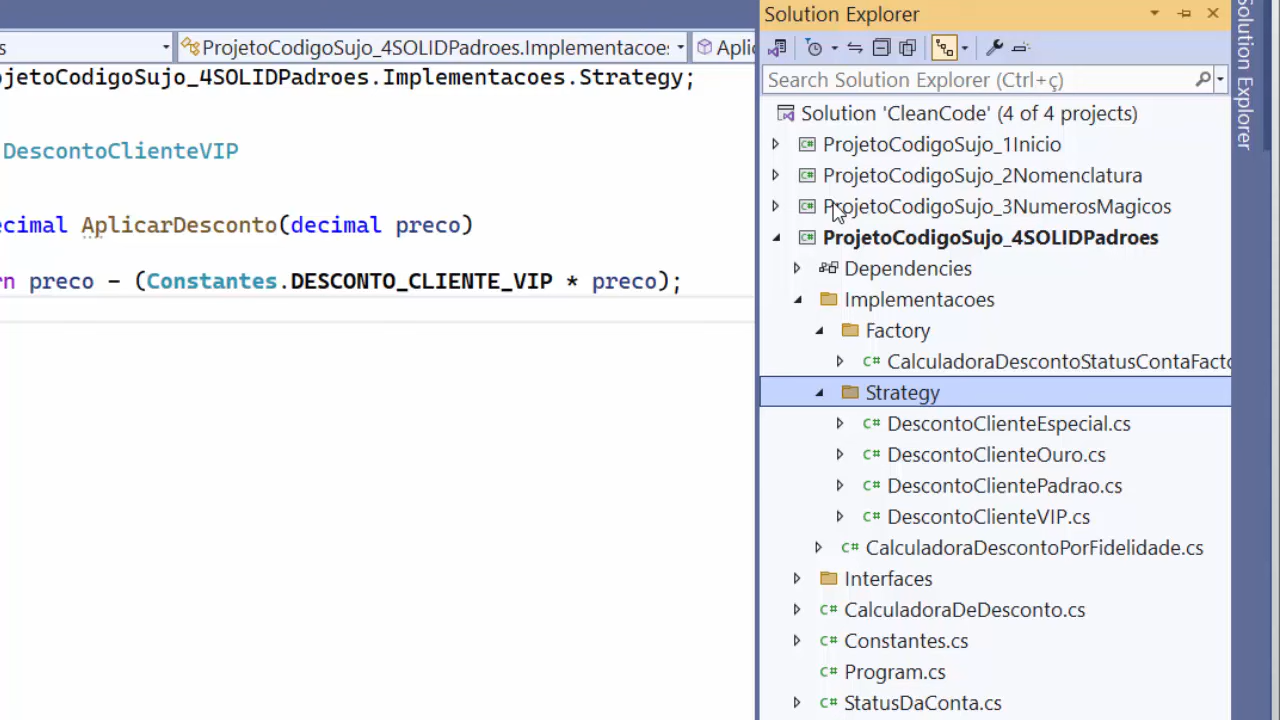 s
ProjetoCodigoSujo_4SOLIDPadroes.Implementacoe:
Aplic
ojetoCodigoSujo_4SOLIDPadroes.Implementacoes.Strategy;
DescontoClienteVIP
ecimal AplicarDesconto(decimal preco)
rn preco - (Constantes.DESCONTO_CLIENTE_VIP * preco);
Solution Explorer
Search Solution Explorer (Ctrl+ç)
Solution 'CleanCode' (4 of 4 projects)
ProjetoCodigoSujo_1Inicio
ProjetoCodigoSujo_2Nomenclatura
ProjetoCodigoSujo_3NumerosMagicos
ProjetoCodigoSujo_4SOLIDPadroes
Dependencies
Implementacoes
Factory
C# CalculadoraDescontoStatusContaFacto
Strategy
C# DescontoClienteEspecial.cs
C# DescontoClienteOuro.cs
C# DescontoClientePadrao.cs
C# DescontoClienteVIP.cs
C# CalculadoraDescontoPorFidelidade.cs
Interfaces
C# CalculadoraDeDesconto.cs
C# Constantes.cs
C# Program.cs
C# StatusDaConta.cs
Solution Explorer